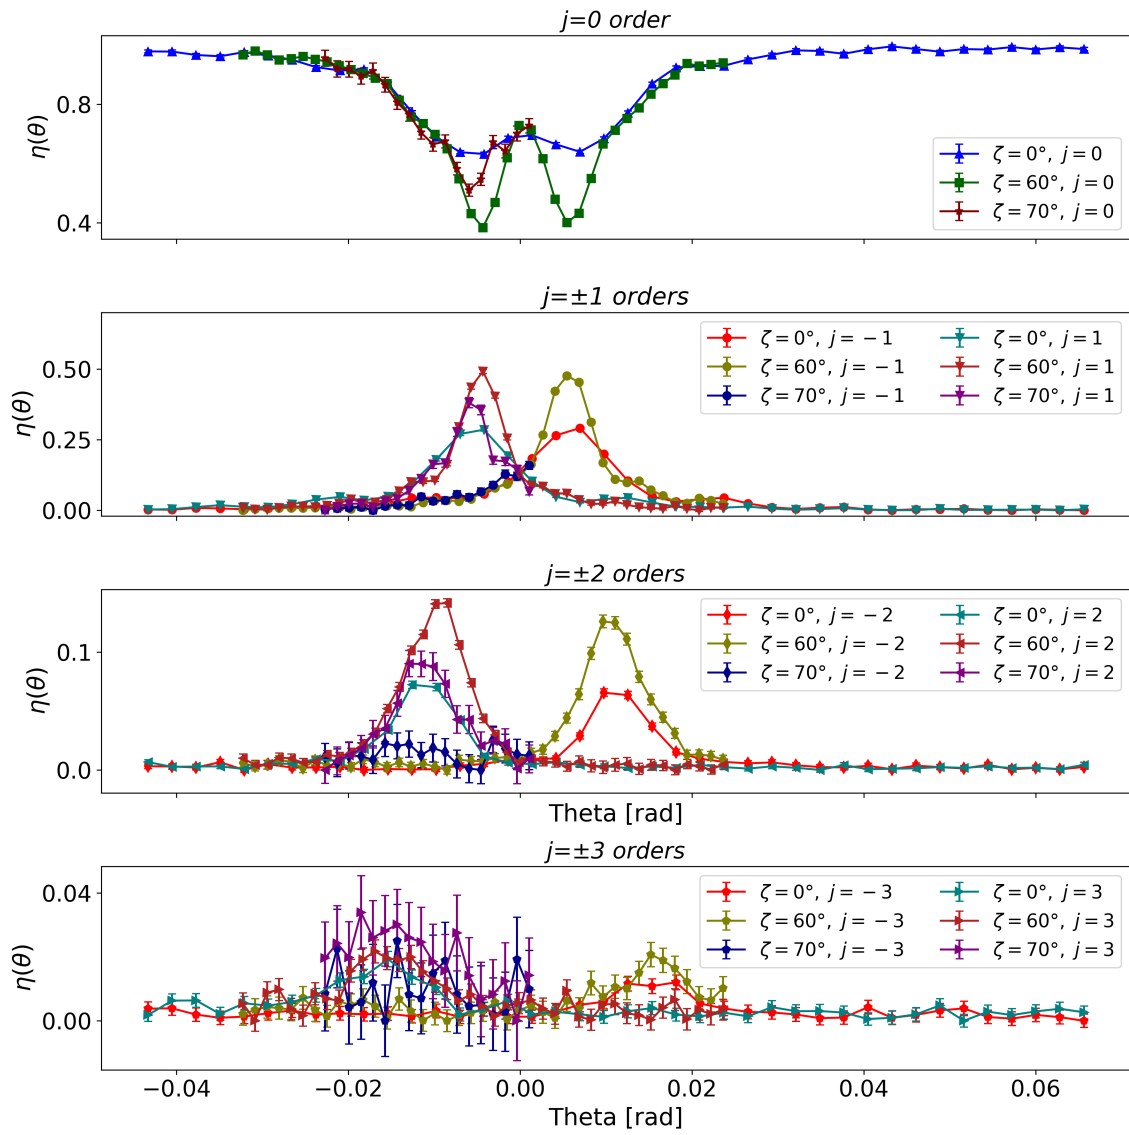 j=0 order
η(θ)
0.8
0.4
ζ = 0°, j = 0
ζ = 60°, j = 0
ζ = 70°, j = 0
j=±1 orders
η(θ)
0.50
0.25
0.00
ζ = 0°, j = −1
ζ = 60°, j = −1
ζ = 70°, j = −1
ζ = 0°, j = 1
ζ = 60°, j = 1
ζ = 70°, j = 1
j=±2 orders
η(θ)
0.1
0.0
ζ = 0°, j = −2
ζ = 60°, j = −2
ζ = 70°, j = −2
ζ = 0°, j = 2
ζ = 60°, j = 2
ζ = 70°, j = 2
Theta [rad]
j=±3 orders
η(θ)
0.04
0.00
ζ = 0°, j = −3
ζ = 60°, j = −3
ζ = 70°, j = −3
ζ = 0°, j = 3
ζ = 60°, j = 3
ζ = 70°, j = 3
−0.04 −0.02 0.00 0.02 0.04 0.06
Theta [rad]